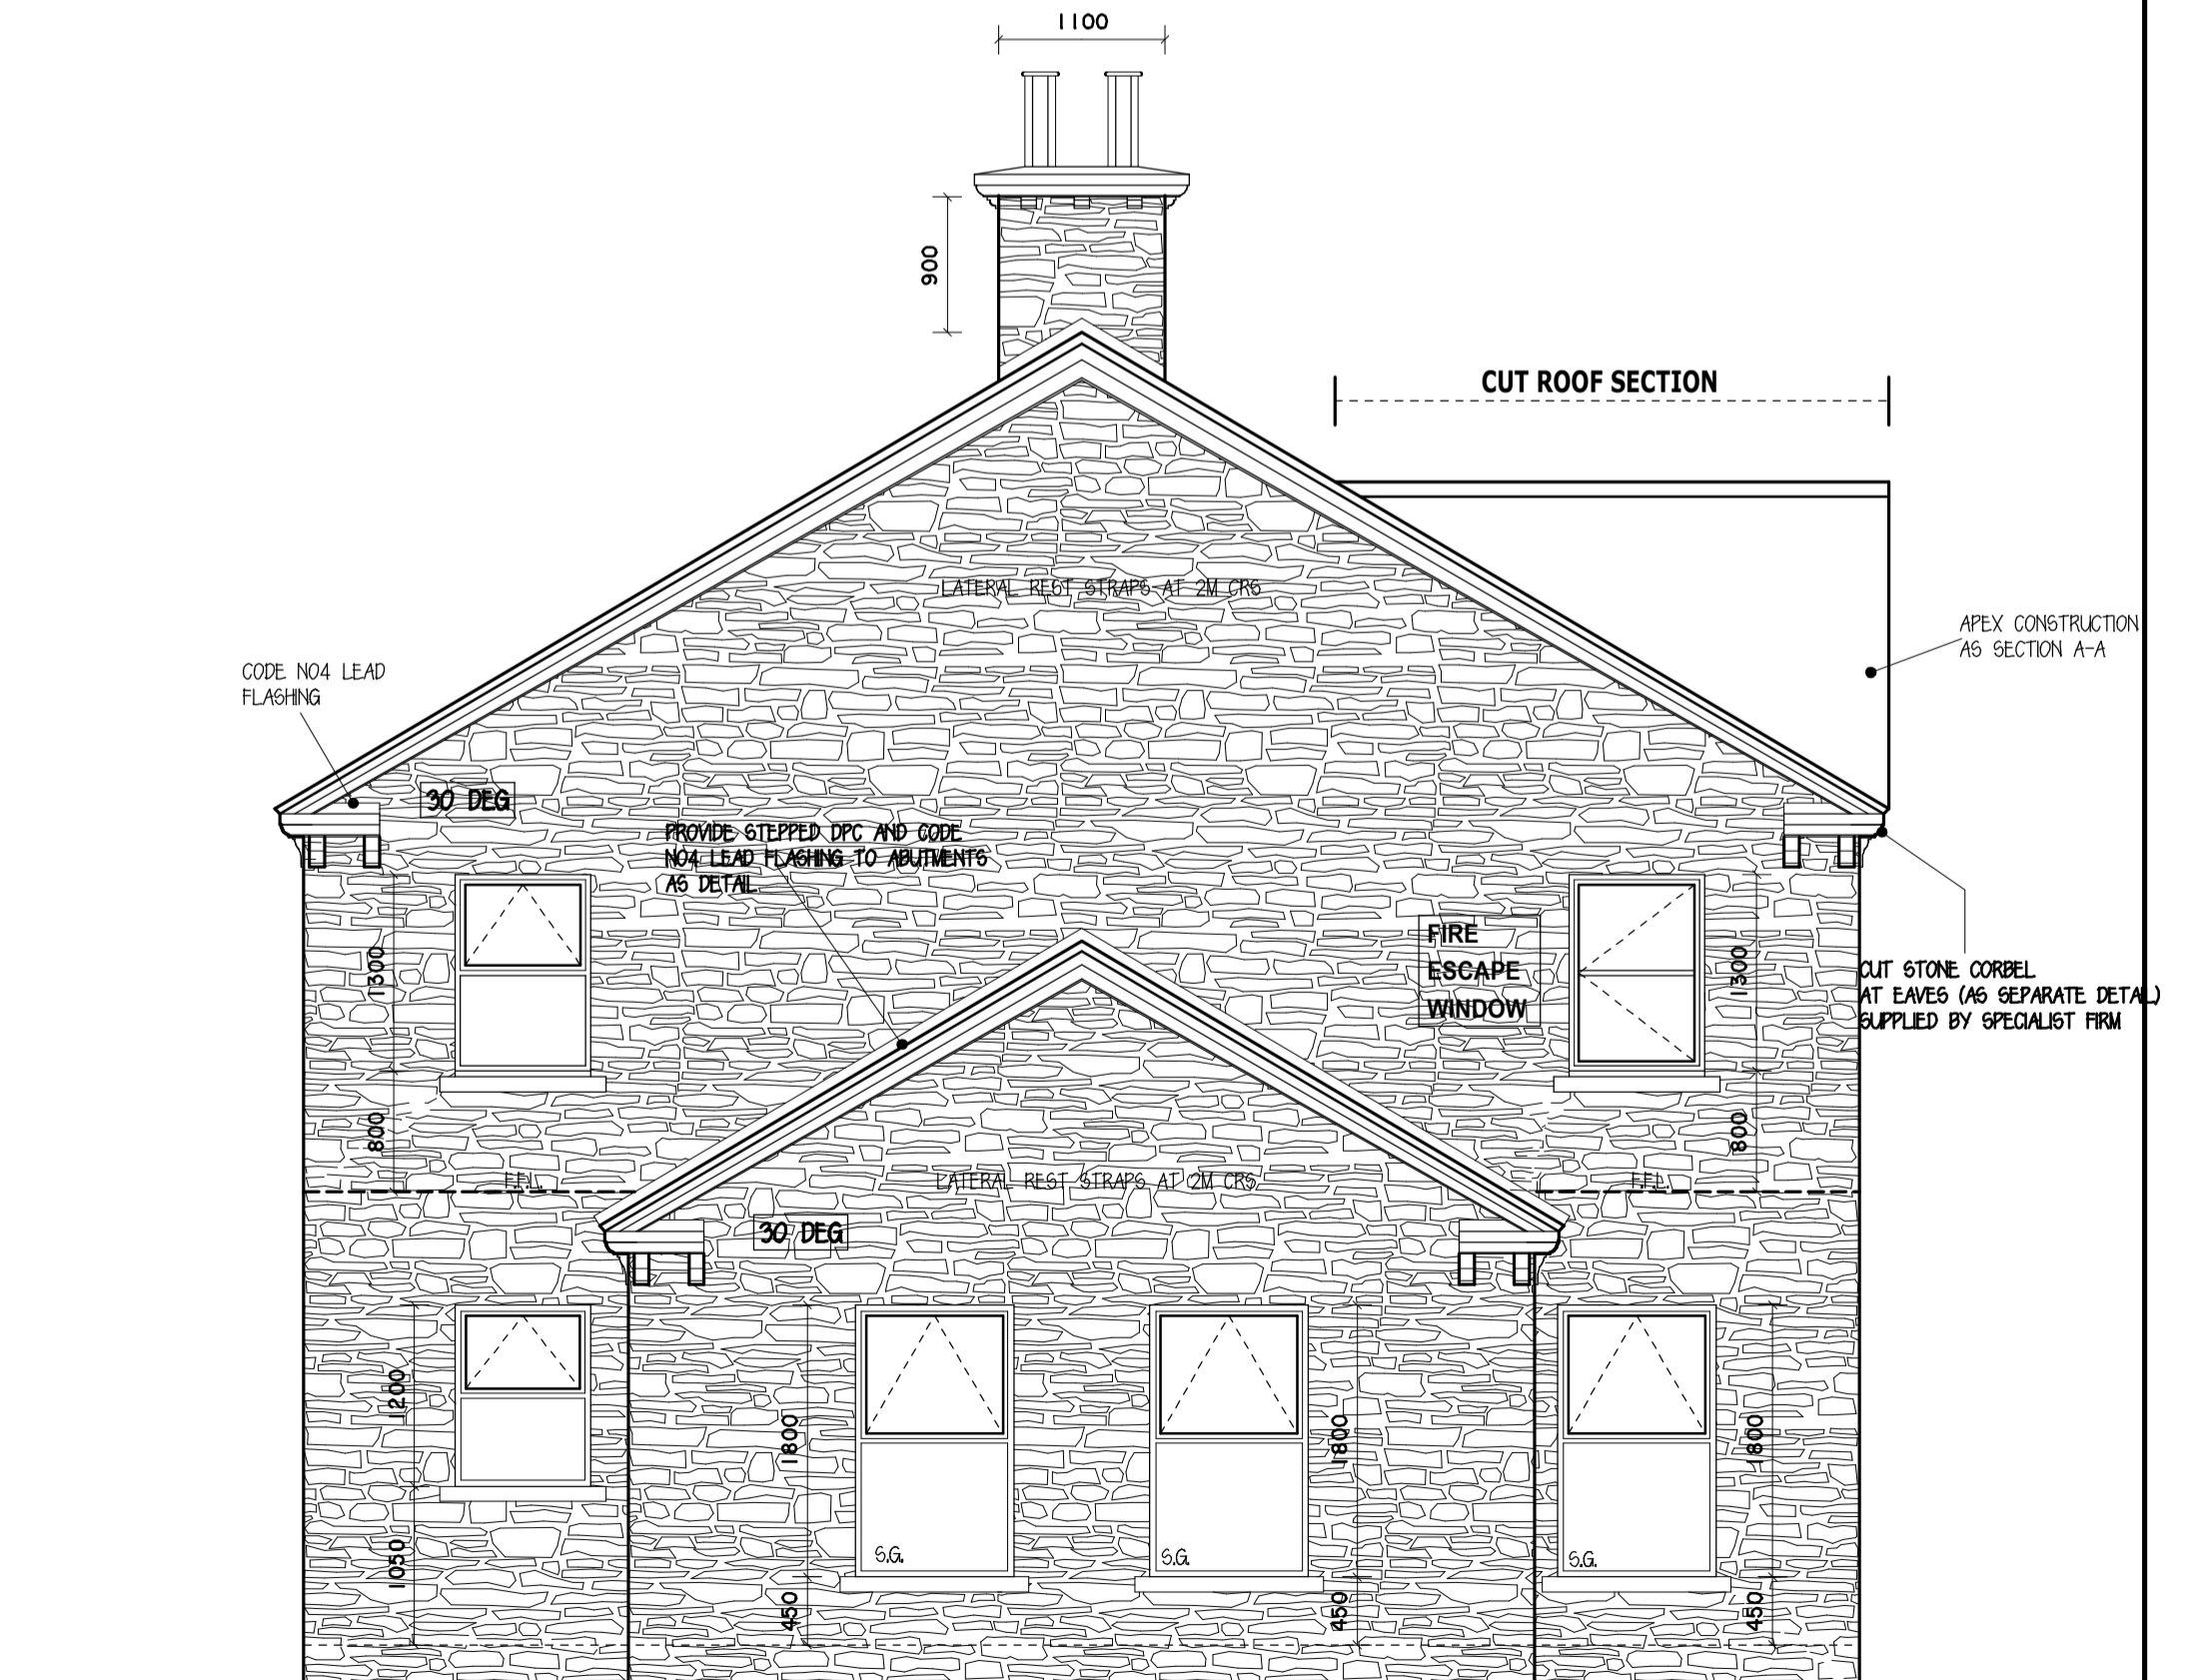 1100
900
CUT ROOF SECTION
LATERAL REST STRAPS AT 2M CRS
APEX CONSTRUCTION
AS SECTION A-A
CODE NO4 LEAD
FLASHING
30 DEG
PROVIDE STEPPED DPC AND CODE
NO4 LEAD FLASHING TO ABUTMENTS
AS DETAIL
FIRE
ESCAPE
WINDOW
1300
1300
CUT STONE CORBEL
AT EAVES (AS SEPARATE DETAIL)
SUPPLIED BY SPECIALIST FIRM
800
800
F.F.L.
F.F.L.
LATERAL REST STRAPS AT 2M CRS
30 DEG
1200
1800
1800
1800
S.G.
S.G.
S.G.
1050
450
450
450